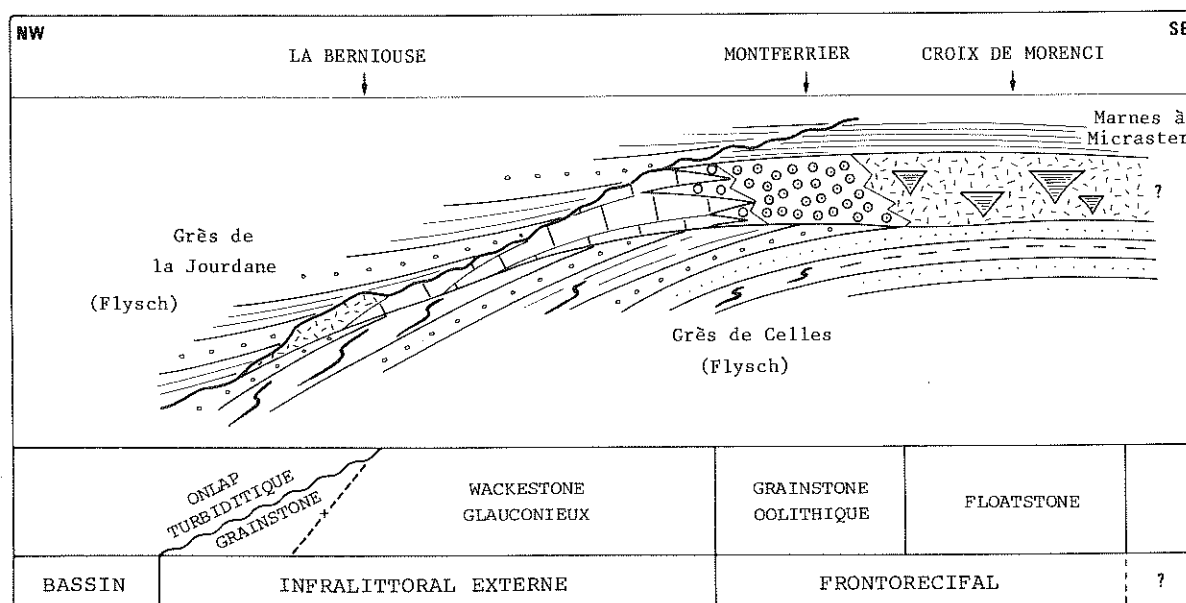 NW
SE
LA BERNIOUSE
MONTFERRIER
CROIX DE MORENCI
Marnes à
Micraster
?
Grès de
la Jourdane
(Flysch)
Grès de Celles
(Flysch)
ONLAP
TURBIDITIQUE
GRAINSTONE
WACKESTONE
GLAUCONIEUX
GRAINSTONE
OOLITHIQUE
FLOATSTONE
BASSIN
INFRALITTORAL EXTERNE
FRONTORECIFAL
?